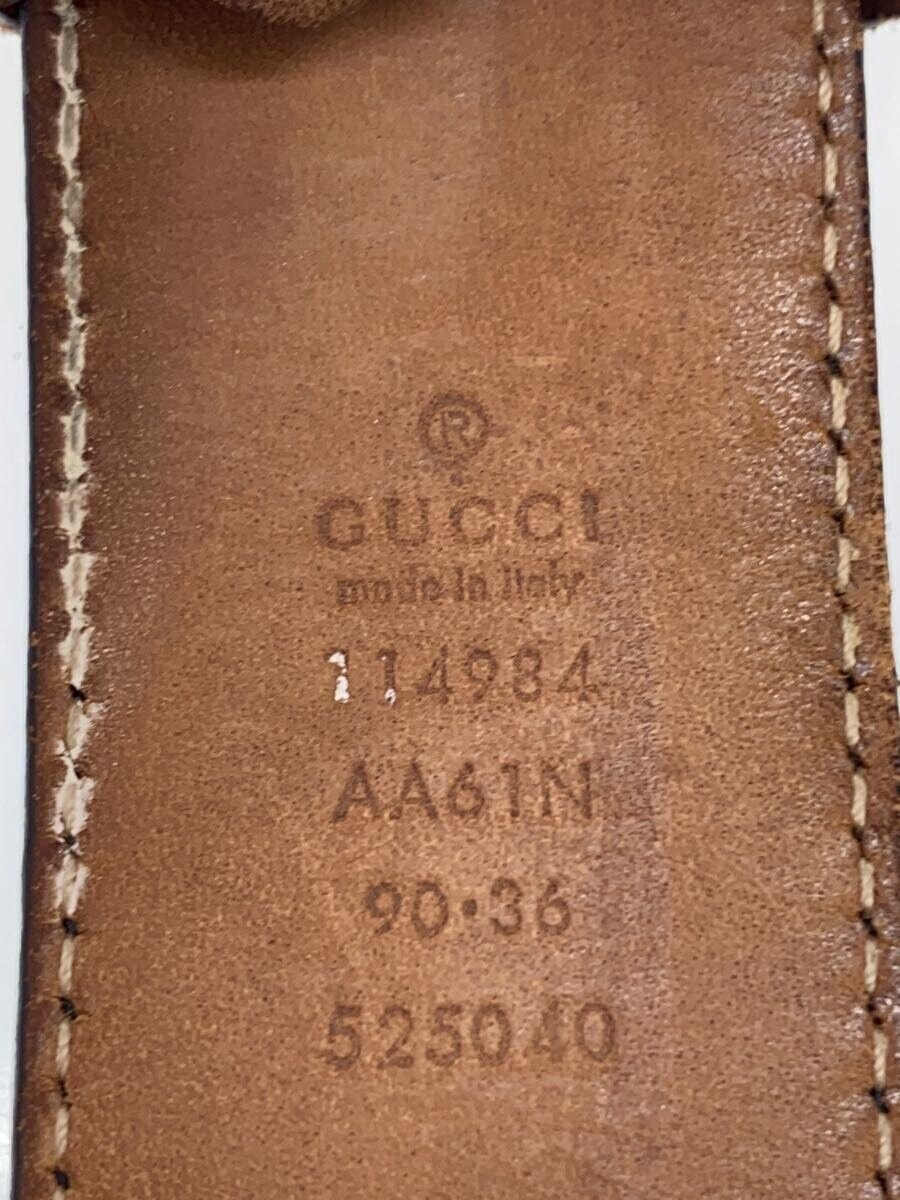 ®
GUCCI
made in italy
114984
AA61N
90·36
525040